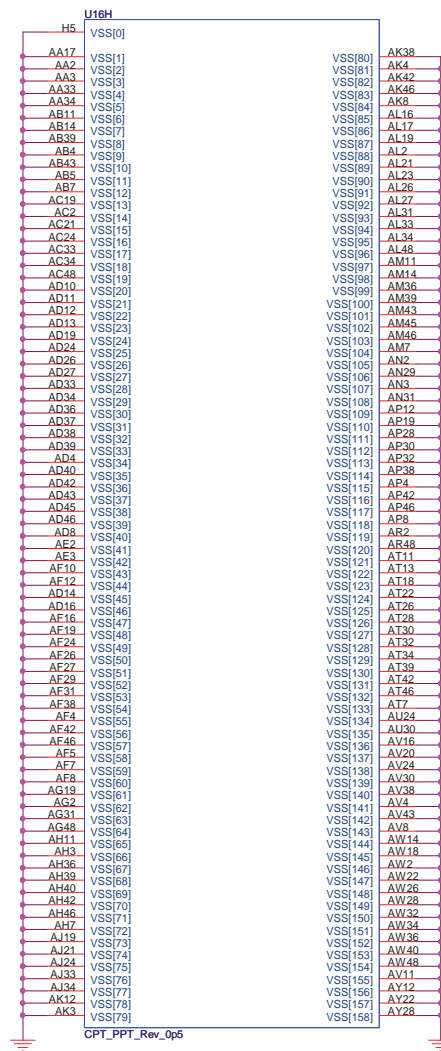 U16H
H5 VSS[0]
AA17 VSS[1]
AA2 VSS[2]
AA3 VSS[3]
AA33 VSS[4]
AA34 VSS[5]
AB11 VSS[6]
AB14 VSS[7]
AB39 VSS[8]
AB4 VSS[9]
AB43 VSS[10]
AB5 VSS[11]
AB7 VSS[12]
AC19 VSS[13]
AC2 VSS[14]
AC21 VSS[15]
AC24 VSS[16]
AC33 VSS[17]
AC34 VSS[18]
AC48 VSS[19]
AD10 VSS[20]
AD11 VSS[21]
AD12 VSS[22]
AD13 VSS[23]
AD19 VSS[24]
AD24 VSS[25]
AD26 VSS[26]
AD27 VSS[27]
AD33 VSS[28]
AD34 VSS[29]
AD36 VSS[30]
AD37 VSS[31]
AD38 VSS[32]
AD39 VSS[33]
AD4 VSS[34]
AD40 VSS[35]
AD42 VSS[36]
AD43 VSS[37]
AD45 VSS[38]
AD46 VSS[39]
AD8 VSS[40]
AE2 VSS[41]
AE3 VSS[42]
AF10 VSS[43]
AF12 VSS[44]
AD14 VSS[45]
AD16 VSS[46]
AF16 VSS[47]
AF19 VSS[48]
AF24 VSS[49]
AF26 VSS[50]
AF27 VSS[51]
AF29 VSS[52]
AF31 VSS[53]
AF38 VSS[54]
AF4 VSS[55]
AF42 VSS[56]
AF46 VSS[57]
AF5 VSS[58]
AF7 VSS[59]
AF8 VSS[60]
AG19 VSS[61]
AG2 VSS[62]
AG31 VSS[63]
AG48 VSS[64]
AH11 VSS[65]
AH3 VSS[66]
AH36 VSS[67]
AH39 VSS[68]
AH40 VSS[69]
AH42 VSS[70]
AH46 VSS[71]
AH7 VSS[72]
AJ19 VSS[73]
AJ21 VSS[74]
AJ24 VSS[75]
AJ33 VSS[76]
AJ34 VSS[77]
AK12 VSS[78]
AK3 VSS[79]
VSS[80] AK38
VSS[81] AK4
VSS[82] AK42
VSS[83] AK46
VSS[84] AK8
VSS[85] AL16
VSS[86] AL17
VSS[87] AL19
VSS[88] AL2
VSS[89] AL21
VSS[90] AL23
VSS[91] AL26
VSS[92] AL27
VSS[93] AL31
VSS[94] AL33
VSS[95] AL34
VSS[96] AL48
VSS[97] AM11
VSS[98] AM14
VSS[99] AM36
VSS[100] AM39
VSS[101] AM43
VSS[102] AM45
VSS[103] AM46
VSS[104] AM7
VSS[105] AN2
VSS[106] AN29
VSS[107] AN3
VSS[108] AN31
VSS[109] AP12
VSS[110] AP19
VSS[111] AP28
VSS[112] AP30
VSS[113] AP32
VSS[114] AP38
VSS[115] AP4
VSS[116] AP42
VSS[117] AP46
VSS[118] AP8
VSS[119] AR2
VSS[120] AR48
VSS[121] AT11
VSS[122] AT13
VSS[123] AT18
VSS[124] AT22
VSS[125] AT26
VSS[126] AT28
VSS[127] AT30
VSS[128] AT32
VSS[129] AT34
VSS[130] AT39
VSS[131] AT42
VSS[132] AT46
VSS[133] AT7
VSS[134] AU24
VSS[135] AU30
VSS[136] AV16
VSS[137] AV20
VSS[138] AV24
VSS[139] AV30
VSS[140] AV38
VSS[141] AV4
VSS[142] AV43
VSS[143] AV8
VSS[144] AW14
VSS[145] AW18
VSS[146] AW2
VSS[147] AW22
VSS[148] AW26
VSS[149] AW28
VSS[150] AW32
VSS[151] AW34
VSS[152] AW36
VSS[153] AW40
VSS[154] AW48
VSS[155] AV11
VSS[156] AY12
VSS[157] AY22
VSS[158] AY28
CPT_PPT_Rev_0p5